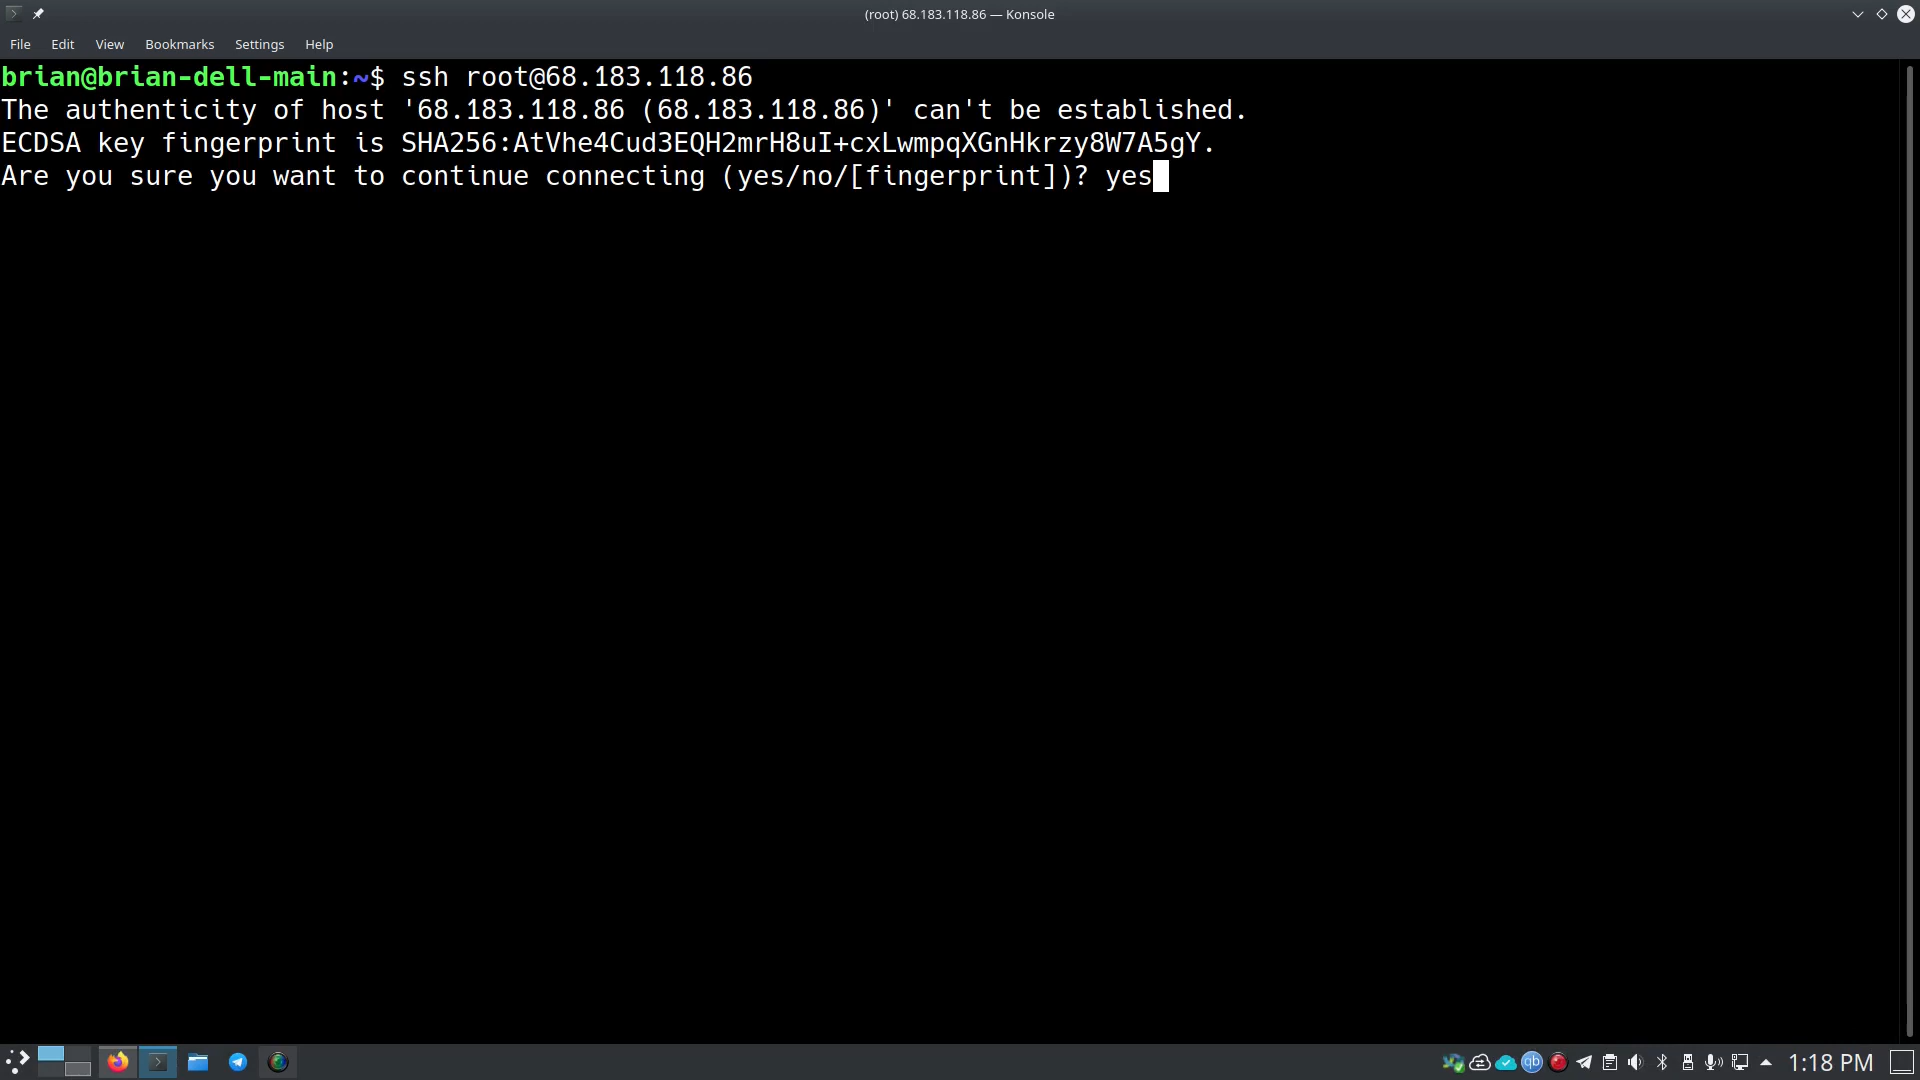 (root) 68.183.118.86 — Konsole
File Edit View Bookmarks Settings Help
brian@brian-dell-main:~$ ssh root@68.183.118.86
The authenticity of host '68.183.118.86 (68.183.118.86)' can't be established.
ECDSA key fingerprint is SHA256:AtVhe4Cud3EQH2mrH8uI+cxLwmpqXGnHkrzy8W7A5gY.
Are you sure you want to continue connecting (yes/no/[fingerprint])? yes
qb
1:18 PM